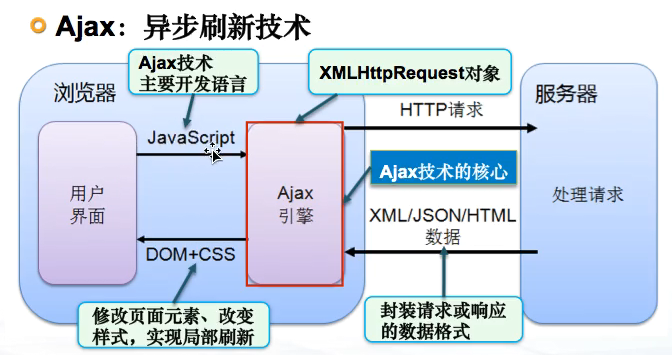 Ajax：异步刷新技术
Ajax技术
主要开发语言
XMLHttpRequest对象
浏览器
服务器
HTTP请求
JavaScript
Ajax技术的核心
用户
界面
Ajax
引擎
处理请求
XML/JSON/HTML
数据
DOM+CSS
修改页面元素、改变
样式，实现局部刷新
封装请求或响应
的数据格式